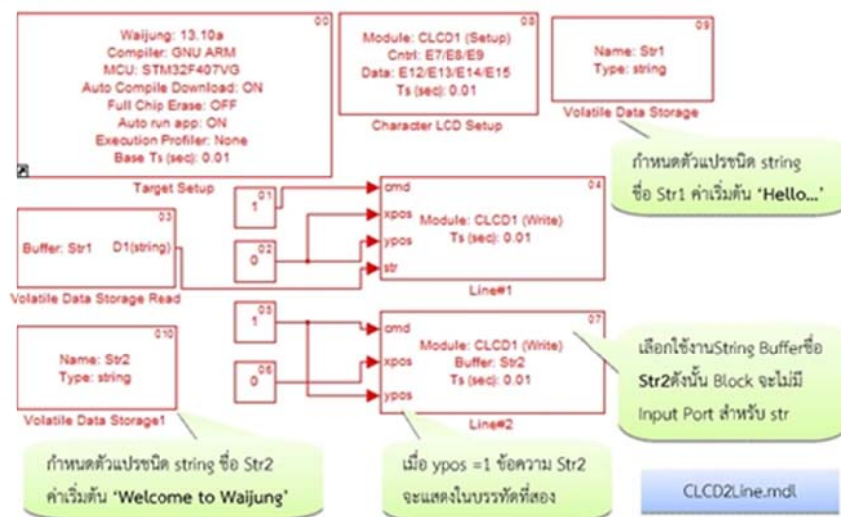 00
Waijung: 13.10a
Compiler: GNU ARM
MCU: STM32F407VG
Auto Compile Download: ON
Full Chip Erase: OFF
Auto run app: ON
Execution Profiler: None
Base Ts (sec): 0.01
Target Setup
08
Module: CLCD1 (Setup)
Cntrl: E7/E8/E9
Data: E12/E13/E14/E15
Ts (sec): 0.01
Character LCD Setup
09
Name: Str1
Type: string
Volatile Data Storage
กำหนดตัวแปรชนิด string
ชื่อ Str1 ค่าเริ่มต้น ‘Hello...’
01
1
02
0
03
Buffer: Str1 D1(string)
Volatile Data Storage Read
04
cmd
xpos
ypos
str
Module: CLCD1 (Write)
Ts (sec): 0.01
Line#1
05
1
06
0
07
cmd
xpos
ypos
Module: CLCD1 (Write)
Buffer: Str2
Ts (sec): 0.01
Line#2
เลือกใช้งานString Bufferชื่อ
Str2ดังนั้น Block จะไม่มี
Input Port สำหรับ str
010
Name: Str2
Type: string
Volatile Data Storage1
กำหนดตัวแปรชนิด string ชื่อ Str2
ค่าเริ่มต้น ‘Welcome to Waijung’
เมื่อ ypos =1 ข้อความ Str2
จะแสดงในบรรทัดที่สอง
CLCD2Line.mdl